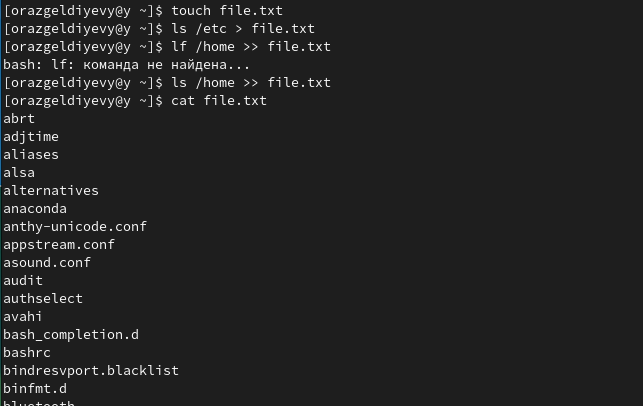 [orazgeldiyevy@y ~]$ touch file.txt
[orazgeldiyevy@y ~]$ ls /etc > file.txt
[orazgeldiyevy@y ~]$ lf /home >> file.txt
bash: lf: команда не найдена...
[orazgeldiyevy@y ~]$ ls /home >> file.txt
[orazgeldiyevy@y ~]$ cat file.txt
abrt
adjtime
aliases
alsa
alternatives
anaconda
anthy-unicode.conf
appstream.conf
asound.conf
audit
authselect
avahi
bash_completion.d
bashrc
bindresvport.blacklist
binfmt.d
bluetooth